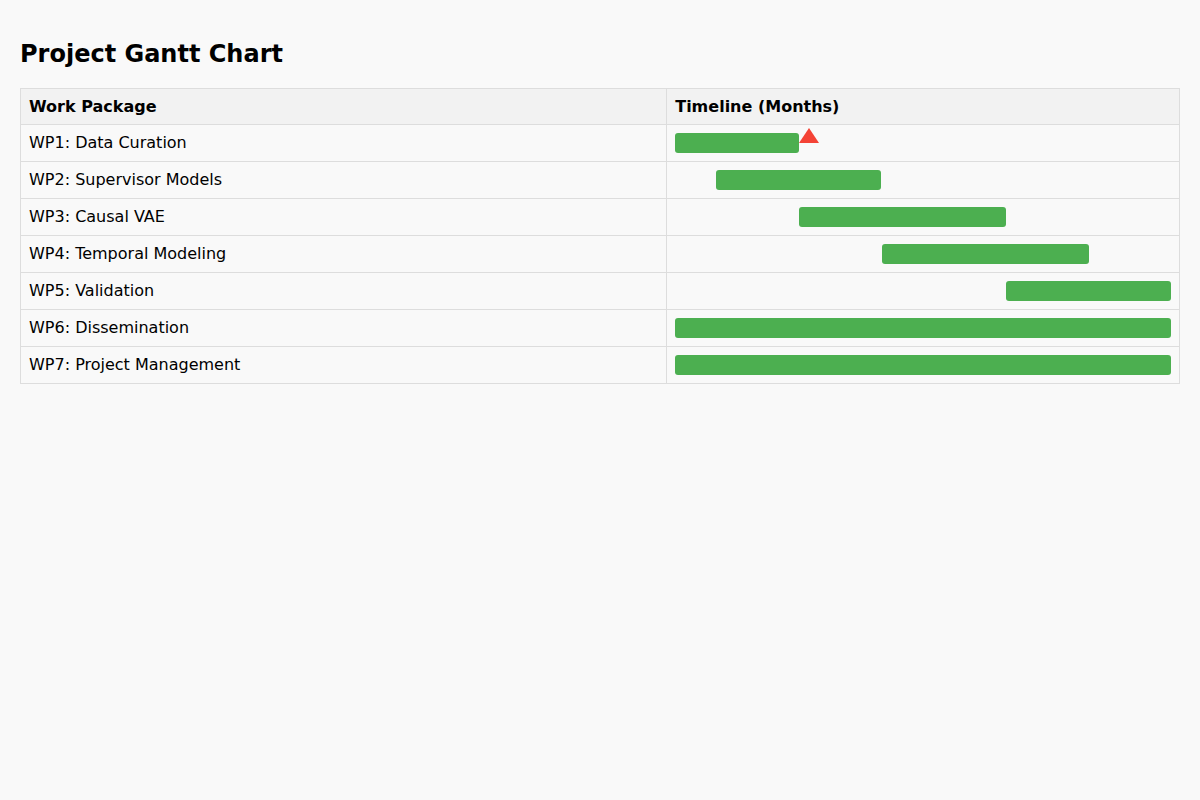 Project Gantt Chart
Work Package
Timeline (Months)
WP1: Data Curation
WP2: Supervisor Models
WP3: Causal VAE
WP4: Temporal Modeling
WP5: Validation
WP6: Dissemination
WP7: Project Management